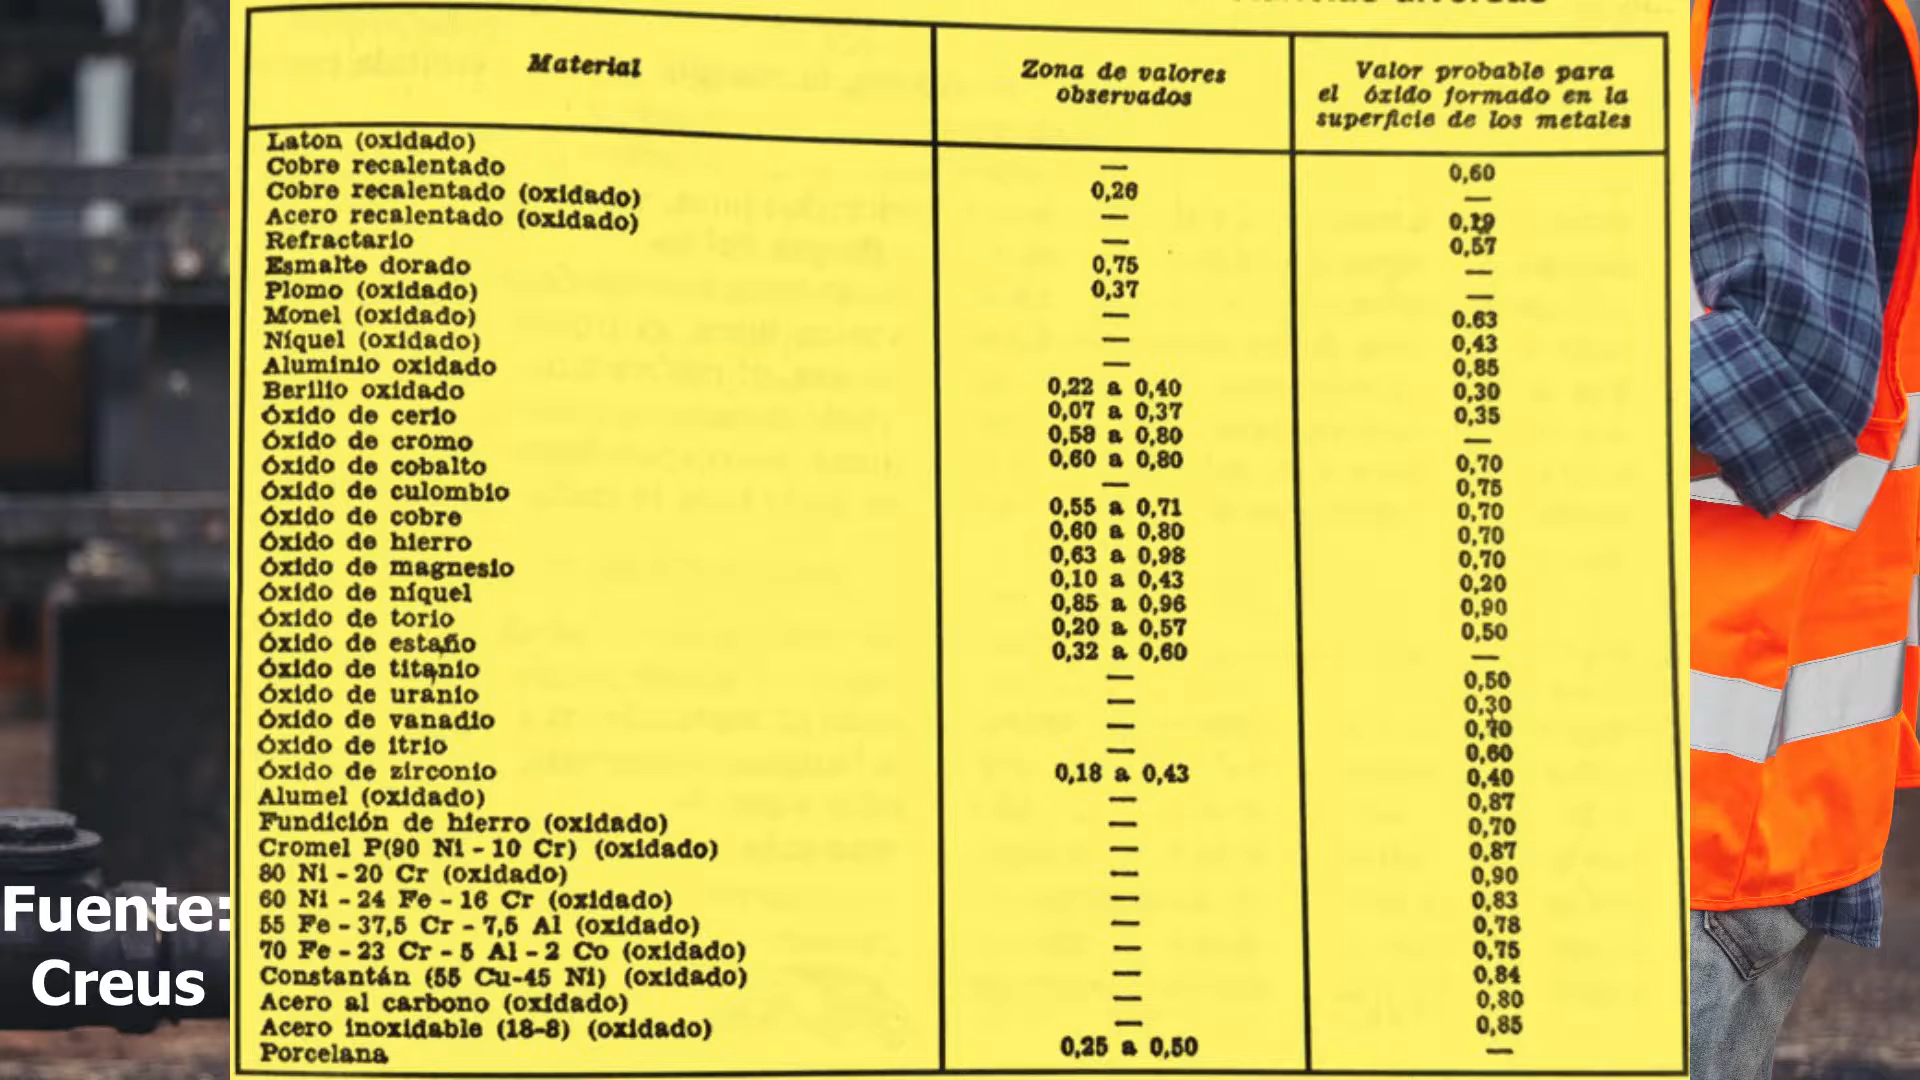 Material Zona de valores observados Valor probable para el óxido formado en la superficie de los metales
Laton (oxidado) — 0,60
Cobre recalentado 0,26 —
Cobre recalentado (oxidado) — 0,19
Acero recalentado (oxidado) — 0,57
Refractario 0,75 —
Esmalte dorado 0,37 —
Plomo (oxidado) — 0.63
Monel (oxidado) — 0,43
Níquel (oxidado) — 0,85
Aluminio oxidado 0,22 a 0,40 0,30
Berilio oxidado 0,07 a 0,37 0,35
Óxido de cerio 0,58 a 0,80 —
Óxido de cromo 0,60 a 0,80 0,70
Óxido de cobalto — 0,75
Óxido de culombio 0,55 a 0,71 0,70
Óxido de cobre 0,60 a 0,80 0,70
Óxido de hierro 0,63 a 0,98 0,70
Óxido de magnesio 0,10 a 0,43 0,20
Óxido de níquel 0,85 a 0,96 0,90
Óxido de torio 0,20 a 0,57 0,50
Óxido de estaño 0,32 a 0,60 —
Óxido de titanio — 0,50
Óxido de uranio — 0,30
Óxido de vanadio — 0,70
Óxido de itrio — 0,60
Óxido de zirconio 0,18 a 0,43 0,40
Alumel (oxidado) — 0,87
Fundición de hierro (oxidado) — 0,70
Cromel P(90 Ni - 10 Cr) (oxidado) — 0,87
80 Ni - 20 Cr (oxidado) — 0,90
60 Ni - 24 Fe - 16 Cr (oxidado) — 0,83
55 Fe - 37,5 Cr - 7,5 Al (oxidado) — 0,78
70 Fe - 23 Cr - 5 Al - 2 Co (oxidado) — 0,75
Constantán (55 Cu-45 Ni) (oxidado) — 0,84
Acero al carbono (oxidado) — 0,80
Acero inoxidable (18-8) (oxidado) — 0,85
Porcelana 0,25 a 0,50 —
Fuente:
Creus